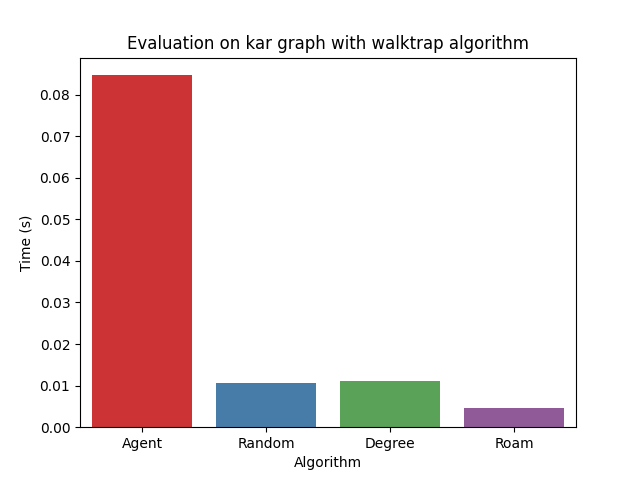 Evaluation on kar graph with walktrap algorithm
Time (s)
0.08
0.07
0.06
0.05
0.04
0.03
0.02
0.01
0.00
Agent Random Degree Roam
Algorithm